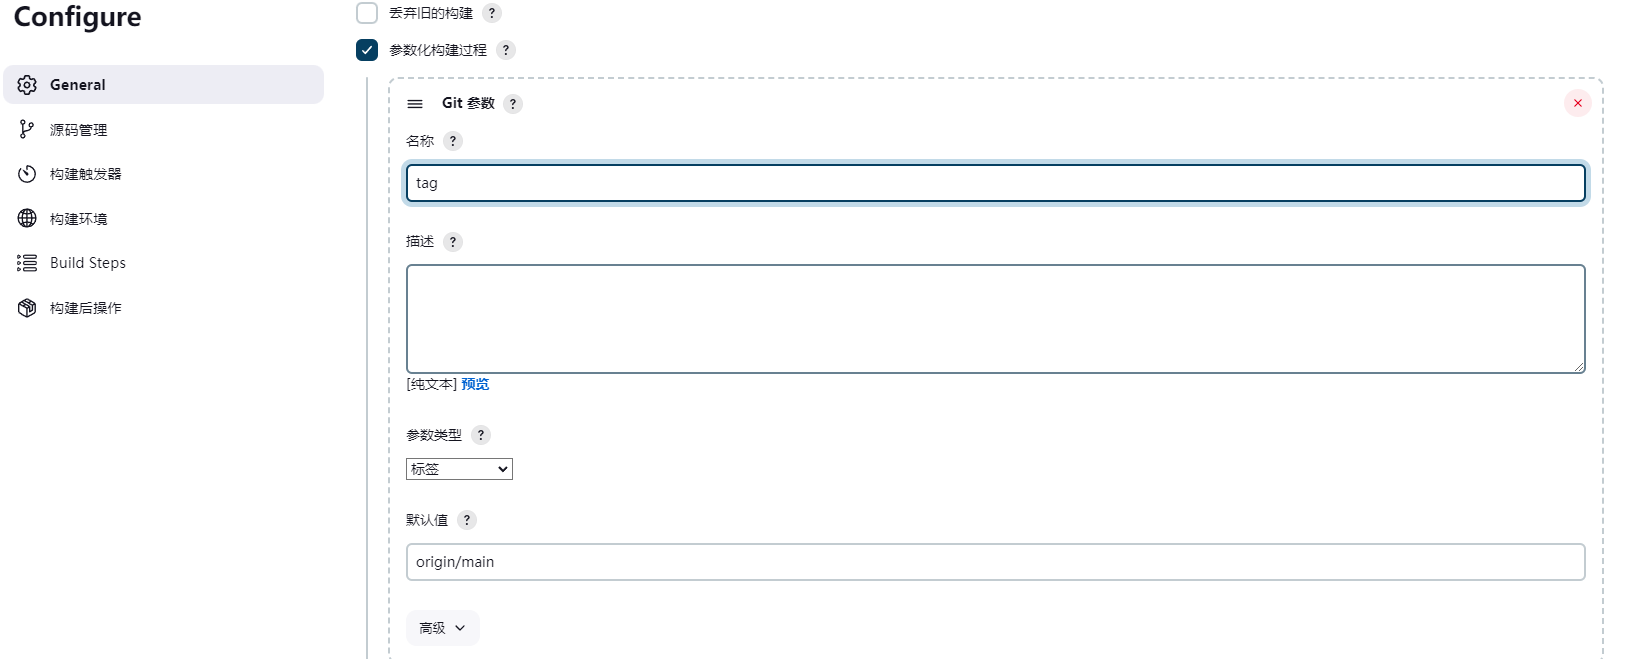 Configure
General
源码管理
构建触发器
构建环境
Build Steps
构建后操作
丢弃旧的构建 ?
参数化构建过程 ?
Git 参数 ?
名称 ?
tag
描述 ?
[纯文本] 预览
参数类型 ?
标签
默认值 ?
origin/main
高级